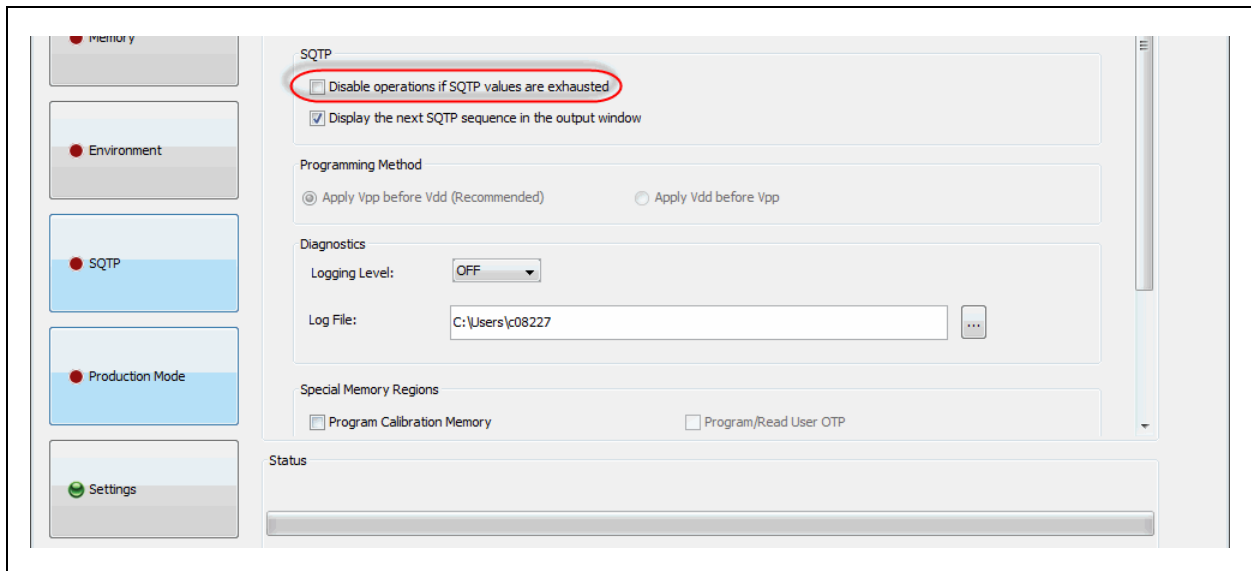 Memory
Environment
SQTP
Production Mode
Settings
SQTP
Disable operations if SQTP values are exhausted
Display the next SQTP sequence in the output window
Programming Method
Apply Vpp before Vdd (Recommended)
Apply Vdd before Vpp
Diagnostics
Logging Level:
OFF
Log File:
C:\Users\c08227
...
Special Memory Regions
Program Calibration Memory
Program/Read User OTP
Status